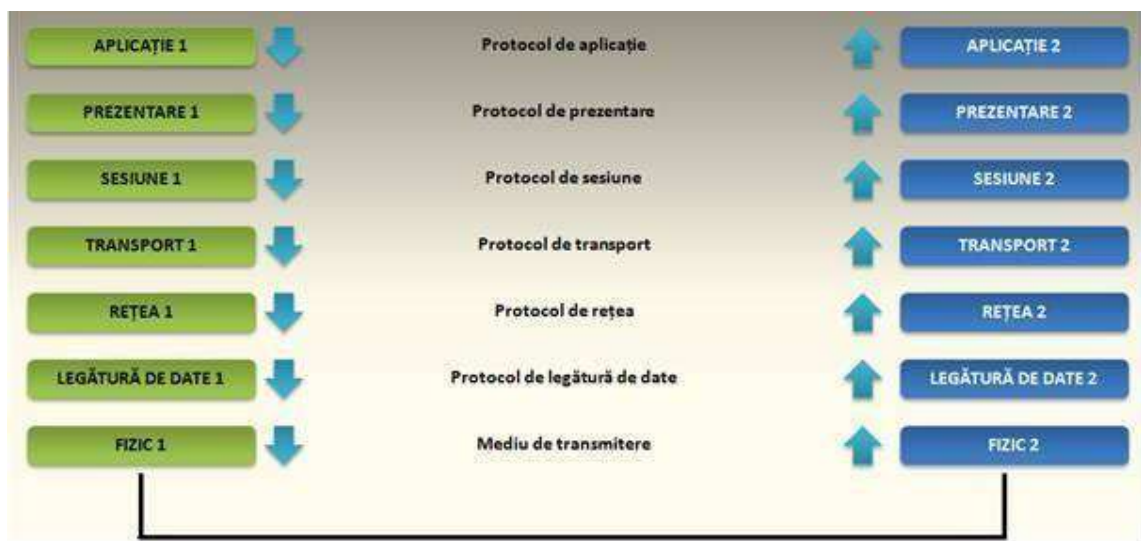 APLICAȚIE 1 Protocol de aplicație APLICAȚIE 2
PREZENTARE 1 Protocol de prezentare PREZENTARE 2
SESIUNE 1 Protocol de sesiune SESIUNE 2
TRANSPORT 1 Protocol de transport TRANSPORT 2
REȚEA 1 Protocol de rețea REȚEA 2
LEGĂTURĂ DE DATE 1 Protocol de legătură de date LEGĂTURĂ DE DATE 2
FIZIC 1 Mediu de transmitere FIZIC 2